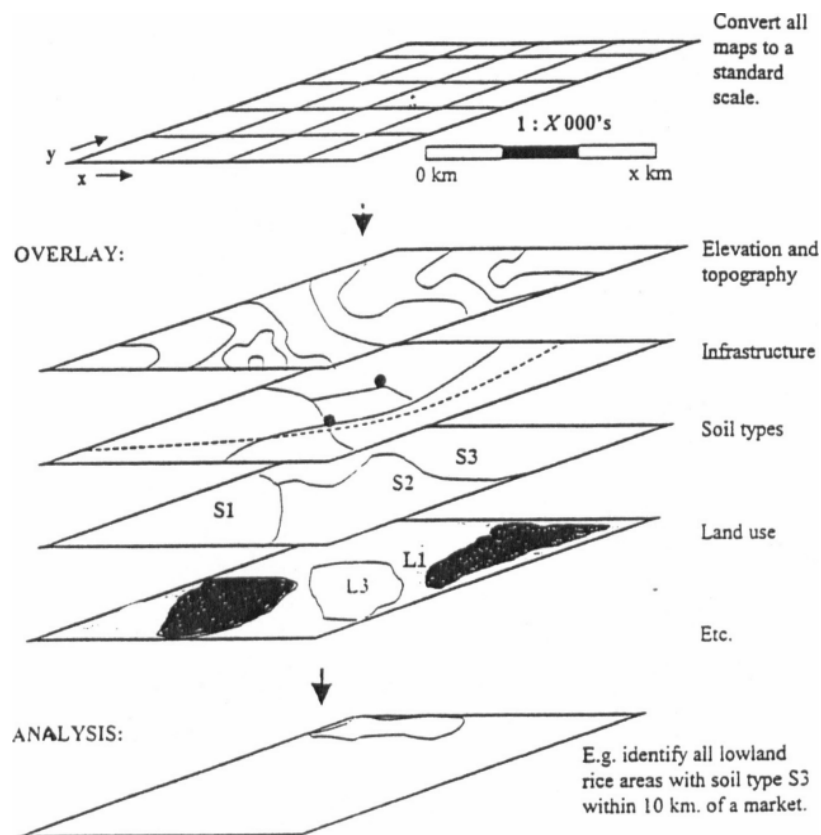 Convert all
maps to a
standard
scale.
1 : X 000's
y
x
0 km
x km
OVERLAY:
Elevation and
topography
Infrastructure
Soil types
S3
S2
S1
Land use
L1
L3
Etc.
ANALYSIS:
E.g. identify all lowland
rice areas with soil type S3
within 10 km. of a market.